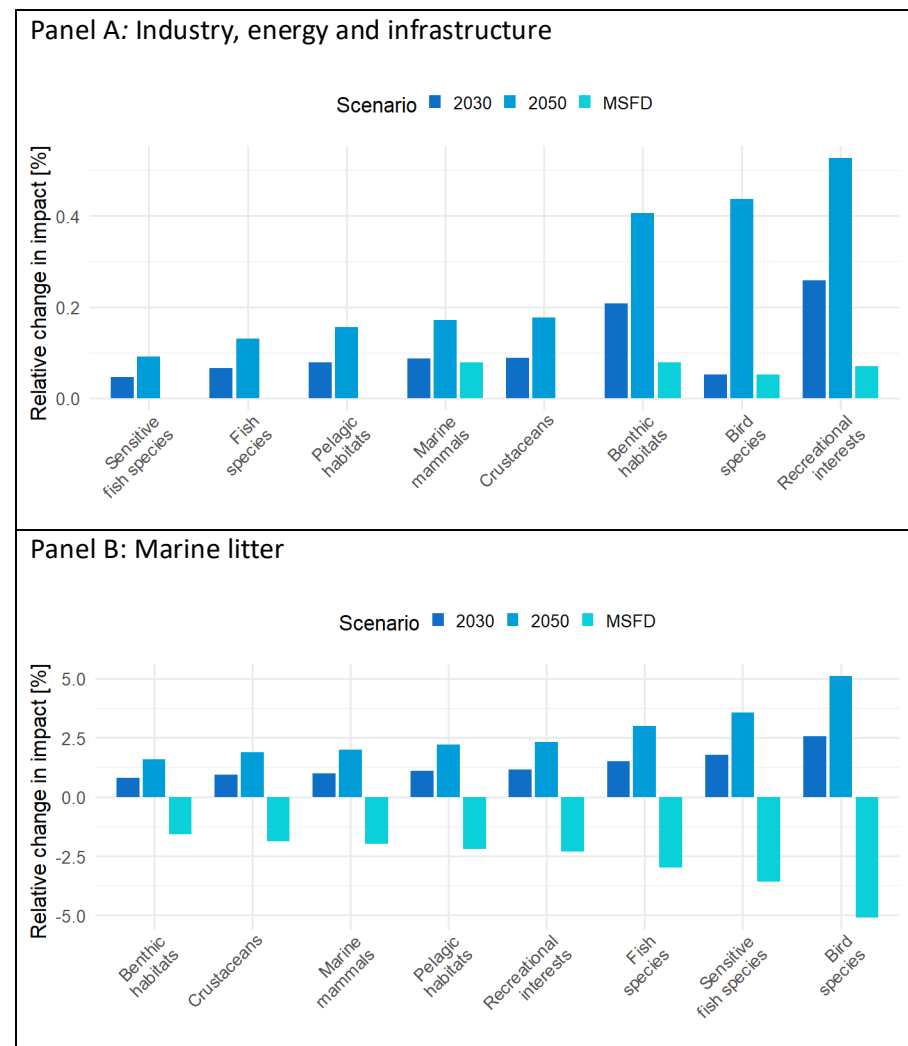 Panel A: Industry, energy and infrastructure
Scenario 2030 2050 MSFD
Relative change in impact [%]
0.4
0.2
0.0
Sensitive
fish species
Fish
species
Pelagic
habitats
Marine
mammals
Crustaceans
Benthic
habitats
Bird
species
Recreational
interests
Panel B: Marine litter
Scenario 2030 2050 MSFD
Relative change in impact [%]
5.0
2.5
0.0
-2.5
-5.0
Benthic
habitats
Crustaceans
Marine
mammals
Pelagic
habitats
Recreational
interests
Fish
species
Sensitive
fish species
Bird
species